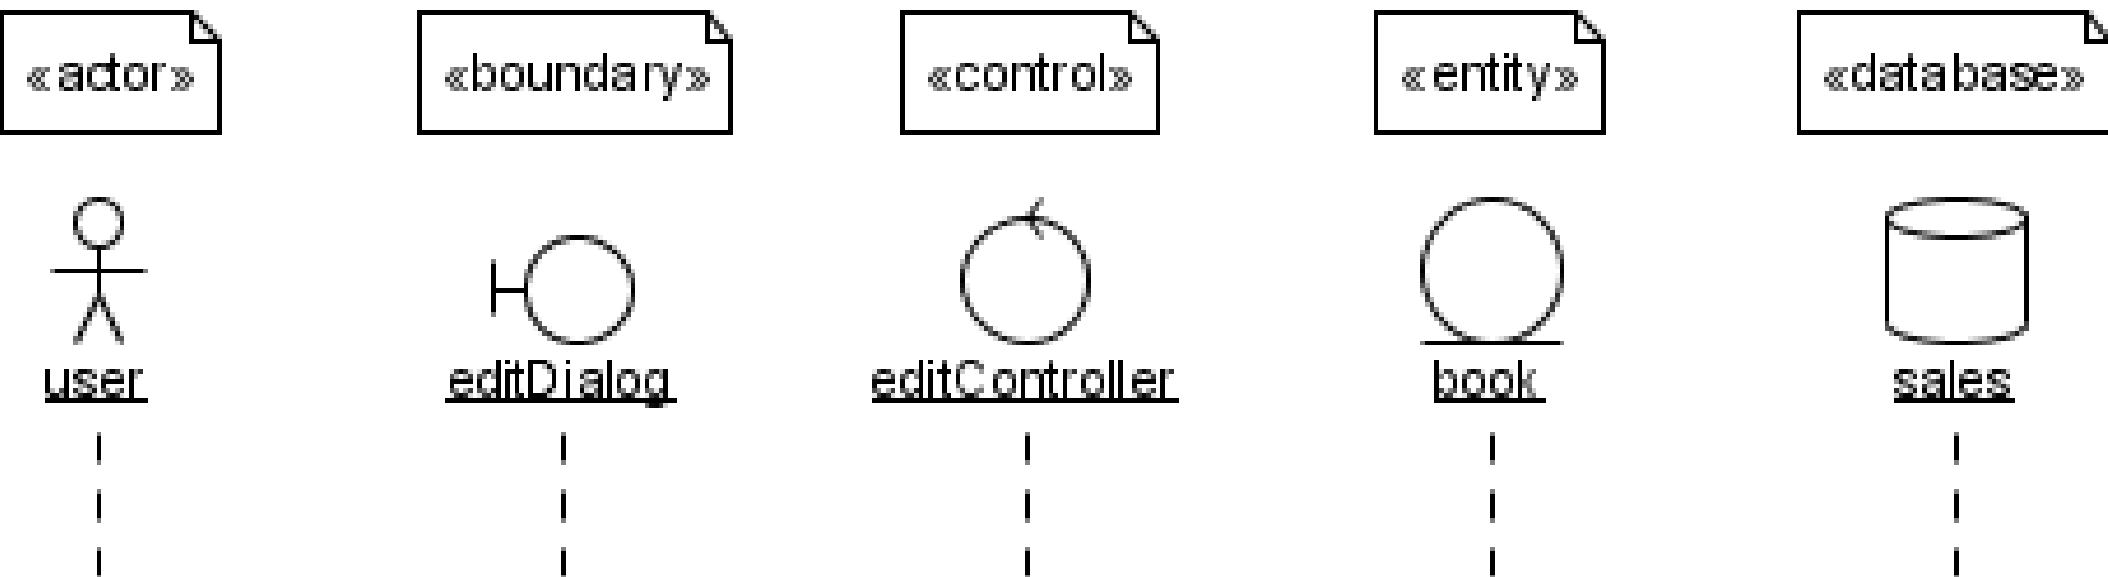 «actor»
«boundary»
«control»
«entity»
«database»
user
editDialog
editController
book
sales